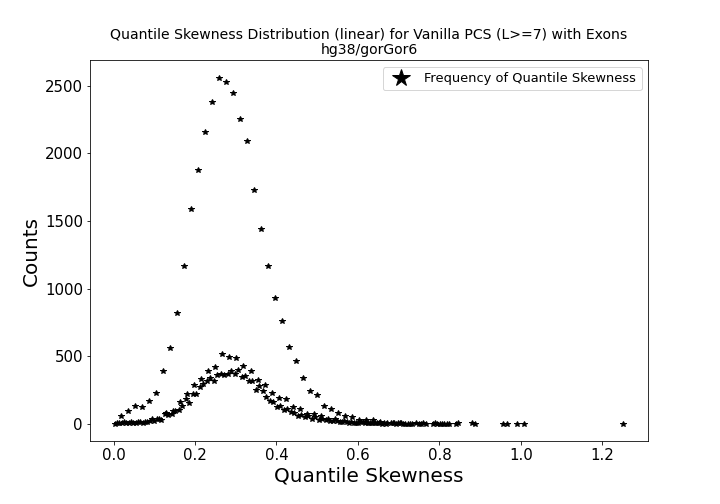 Quantile Skewness Distribution (linear) for Vanilla PCS (L>=7) with Exons
hg38/gorGor6
Frequency of Quantile Skewness
2500
2000
1500
1000
500
0
Counts
0.0 0.2 0.4 0.6 0.8 1.0 1.2
Quantile Skewness